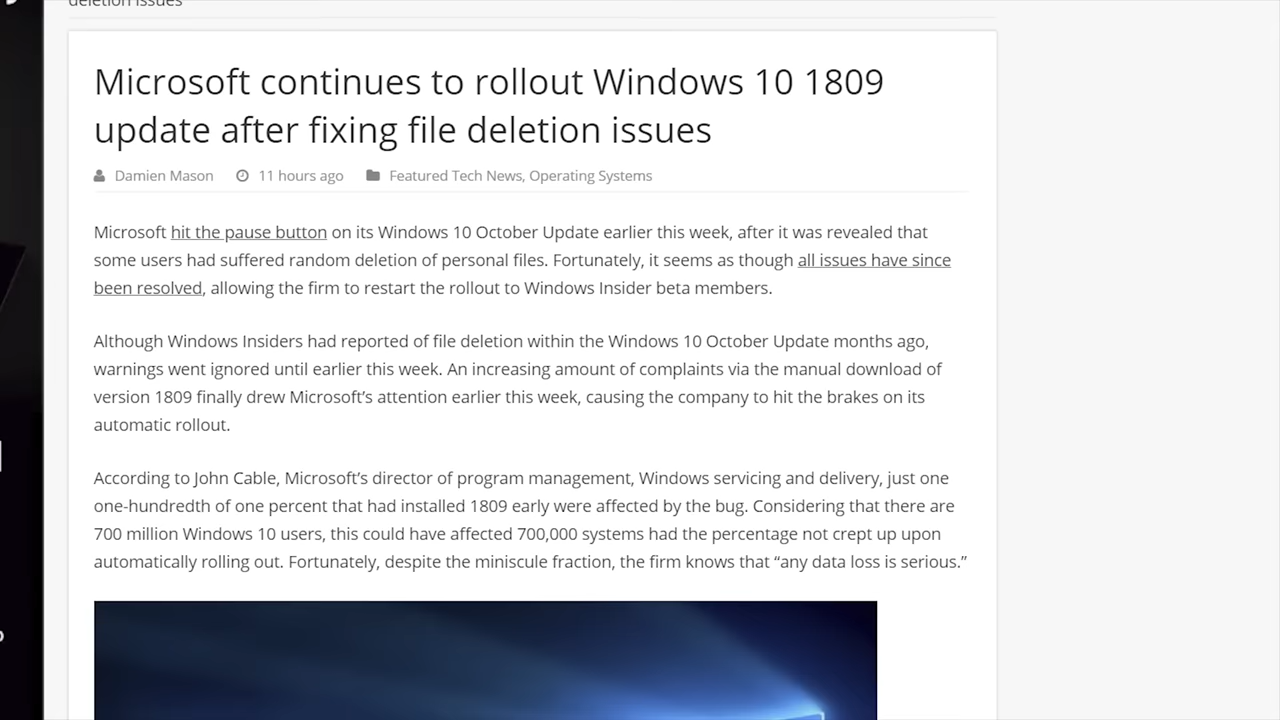 deletion issues
Microsoft continues to rollout Windows 10 1809
update after fixing file deletion issues
Damien Mason 11 hours ago Featured Tech News, Operating Systems
Microsoft hit the pause button on its Windows 10 October Update earlier this week, after it was revealed that
some users had suffered random deletion of personal files. Fortunately, it seems as though all issues have since
been resolved, allowing the firm to restart the rollout to Windows Insider beta members.
Although Windows Insiders had reported of file deletion within the Windows 10 October Update months ago,
warnings went ignored until earlier this week. An increasing amount of complaints via the manual download of
version 1809 finally drew Microsoft’s attention earlier this week, causing the company to hit the brakes on its
automatic rollout.
According to John Cable, Microsoft’s director of program management, Windows servicing and delivery, just one
one-hundredth of one percent that had installed 1809 early were affected by the bug. Considering that there are
700 million Windows 10 users, this could have affected 700,000 systems had the percentage not crept up upon
automatically rolling out. Fortunately, despite the miniscule fraction, the firm knows that “any data loss is serious.”